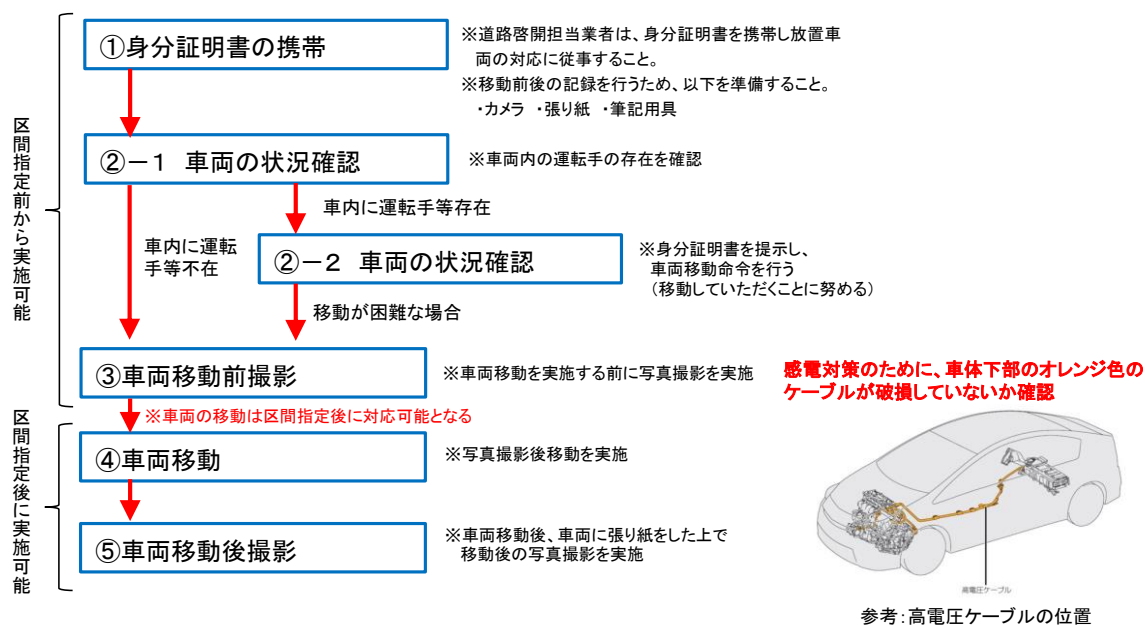 ①身分証明書の携帯
※道路啓開担当業者は、身分証明書を携帯し放置車
両の対応に従事すること。
※移動前後の記録を行うため、以下を準備すること。
・カメラ ・張り紙 ・筆記用具
区間指定前から実施可能
②－1 車両の状況確認
※車両内の運転手の存在を確認
車内に運転手等存在
車内に運転
手等不在
②－2 車両の状況確認
※身分証明書を提示し、
車両移動命令を行う
（移動していただくことに努める）
移動が困難な場合
③車両移動前撮影
※車両移動を実施する前に写真撮影を実施
感電対策のために、車体下部のオレンジ色の
ケーブルが破損していないか確認
※車両の移動は区間指定後に対応可能となる
区間指定後に実施可能
④車両移動
※写真撮影後移動を実施
⑤車両移動後撮影
※車両移動後、車両に張り紙をした上で
移動後の写真撮影を実施
高電圧ケーブル
参考：高電圧ケーブルの位置